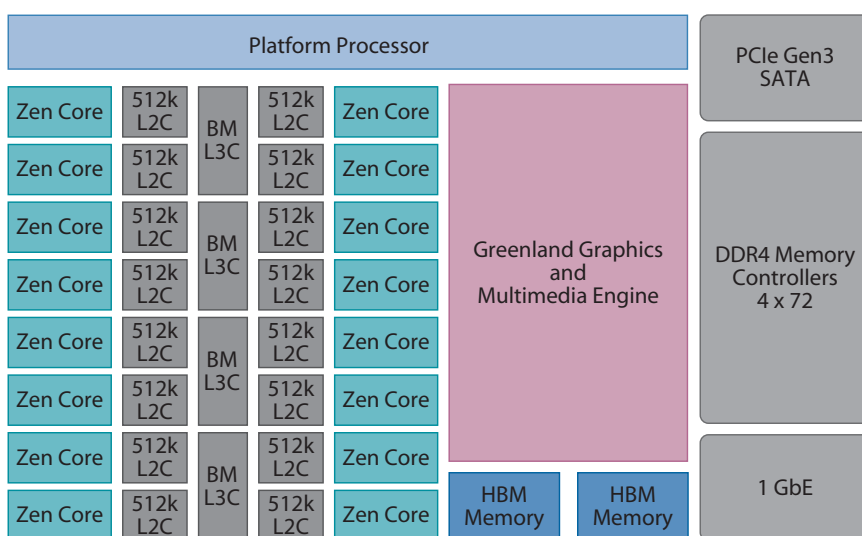 Platform Processor
Zen Core
512k
L2C
BM
L3C
512k
L2C
Zen Core
Zen Core
512k
L2C
512k
L2C
Zen Core
Zen Core
512k
L2C
BM
L3C
512k
L2C
Zen Core
Zen Core
512k
L2C
512k
L2C
Zen Core
Zen Core
512k
L2C
BM
L3C
512k
L2C
Zen Core
Zen Core
512k
L2C
512k
L2C
Zen Core
Zen Core
512k
L2C
BM
L3C
512k
L2C
Zen Core
Zen Core
512k
L2C
512k
L2C
Zen Core
Greenland Graphics
and
Multimedia Engine
HBM
Memory
HBM
Memory
PCIe Gen3
SATA
DDR4 Memory
Controllers
4 x 72
1 GbE